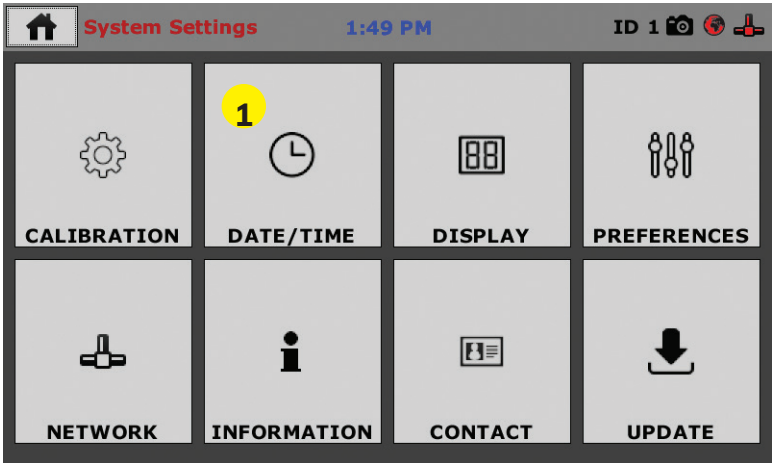 System Settings 1:49 PM ID 1
1
CALIBRATION DATE/TIME DISPLAY PREFERENCES
NETWORK INFORMATION CONTACT UPDATE